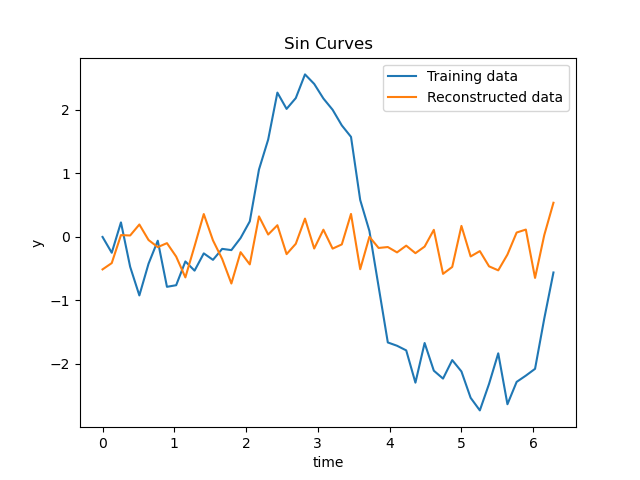 Sin Curves
Training data
Reconstructed data
2
1
0
−1
−2
y
0 1 2 3 4 5 6
time